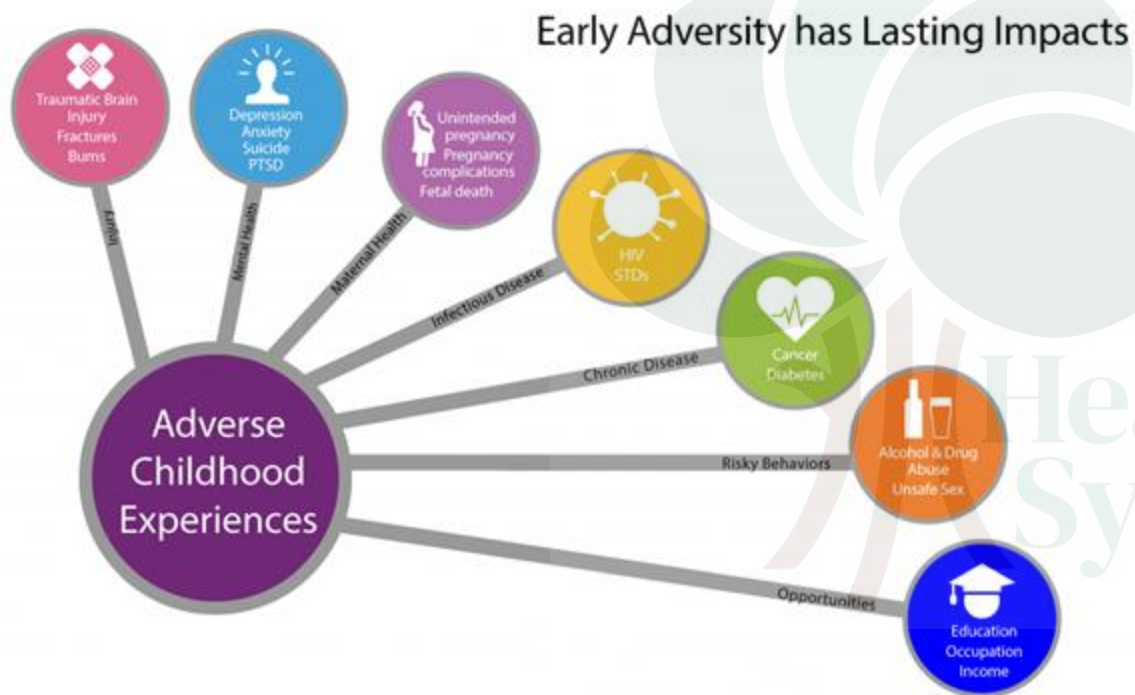 Early Adversity has Lasting Impacts
Traumatic Brain
Injury
Fractures
Burns
Injury
Depression
Anxiety
Suicide
PTSD
Mental Health
Unintended
pregnancy
Pregnancy
complications
Fetal death
Maternal Health
HIV
STDs
Infectious Disease
Cancer
Diabetes
Chronic Disease
Alcohol & Drug
Abuse
Unsafe Sex
Risky Behaviors
Education
Occupation
Income
Opportunities
Adverse
Childhood
Experiences